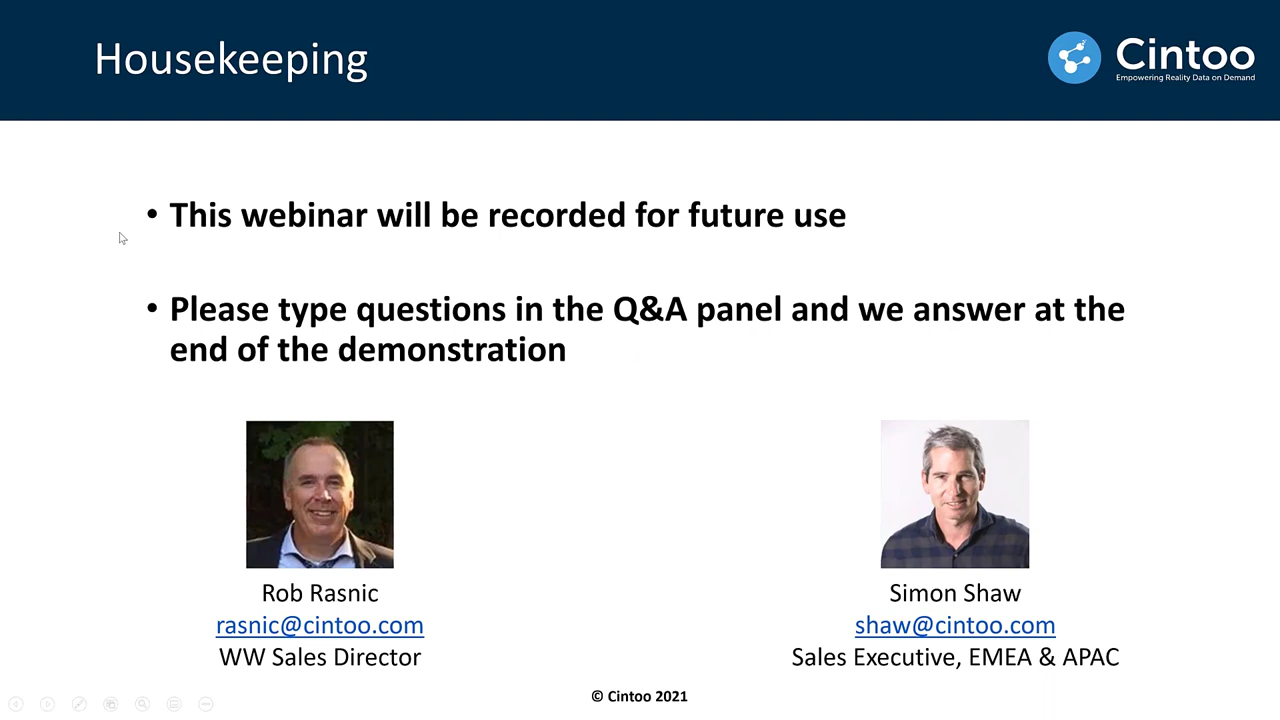 Housekeeping
Cintoo
Empowering Reality Data on Demand
• This webinar will be recorded for future use
• Please type questions in the Q&A panel and we answer at the
end of the demonstration
Rob Rasnic
rasnic@cintoo.com
WW Sales Director
Simon Shaw
shaw@cintoo.com
Sales Executive, EMEA & APAC
© Cintoo 2021